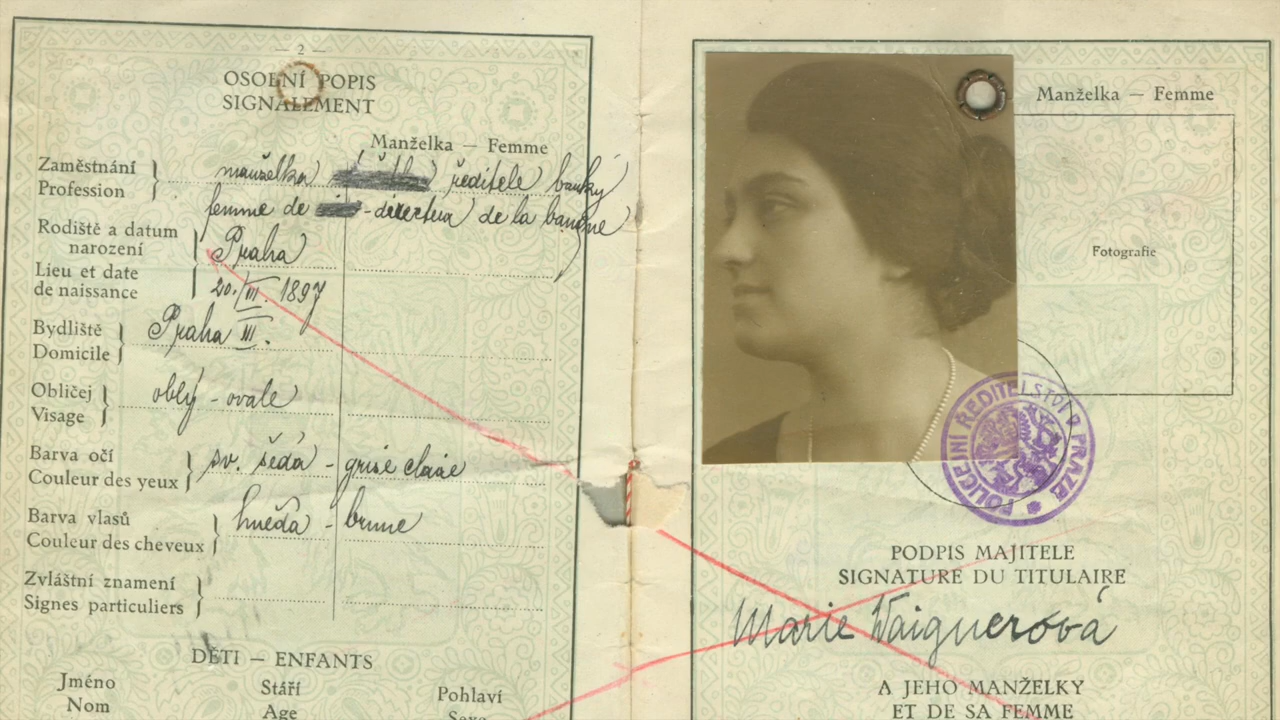 — 2 —
OSOBNÍ POPIS
SIGNALEMENT
Manželka — Femme
Zaměstnání
Profession
manželka ředitele banky
femme de - directeur de la banque
Rodiště a datum
narození
Lieu et date
de naissance
Praha
20./III. 1897
Bydliště
Domicile
Praha III.
Obličej
Visage
oblý - ovale
Barva očí
Couleur des yeux
sv. šedá - grise claire
Barva vlasů
Couleur des cheveux
hnědá - brune
Zvláštní znamení
Signes particuliers
DĚTI — ENFANTS
Jméno Stáří Pohlaví
Nom Age Sexe
Manželka — Femme
Fotografie
POLICEJNÍ ŘEDITELSTVÍ V PRAZE
PODPIS MAJITELE
SIGNATURE DU TITULAIRE
Marie Waignerová
A JEHO MANŽELKY
ET DE SA FEMME